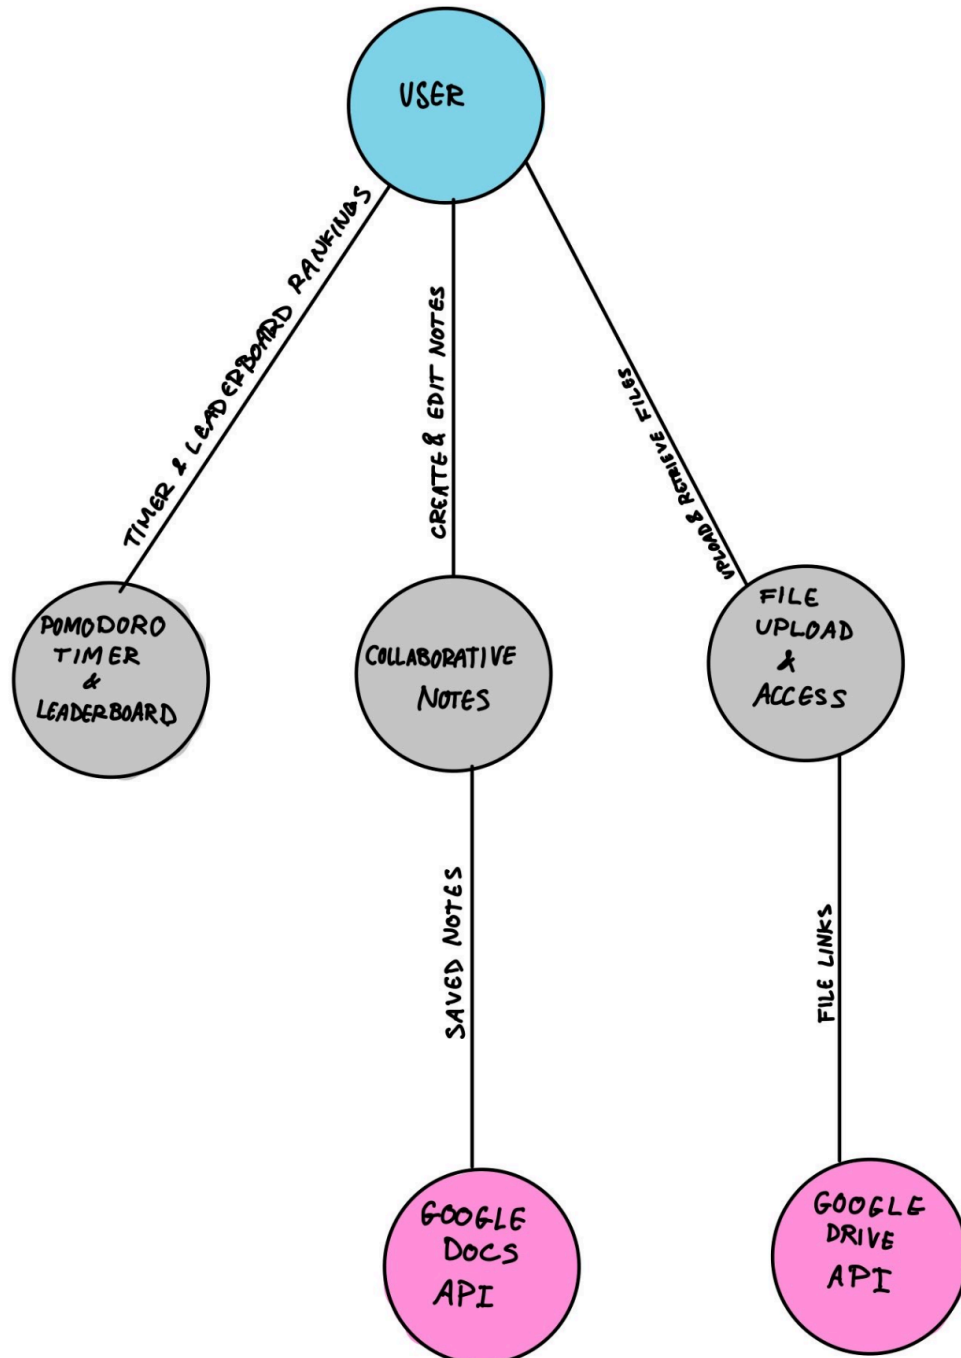 USER
TIMER & LEADERBOARD RANKINGS
CREATE & EDIT NOTES
UPLOAD & RETRIEVE FILES
POMODORO
TIMER
&
LEADERBOARD
COLLABORATIVE
NOTES
FILE
UPLOAD
&
ACCESS
SAVED NOTES
FILE LINKS
GOOGLE
DOCS
API
GOOGLE
DRIVE
API